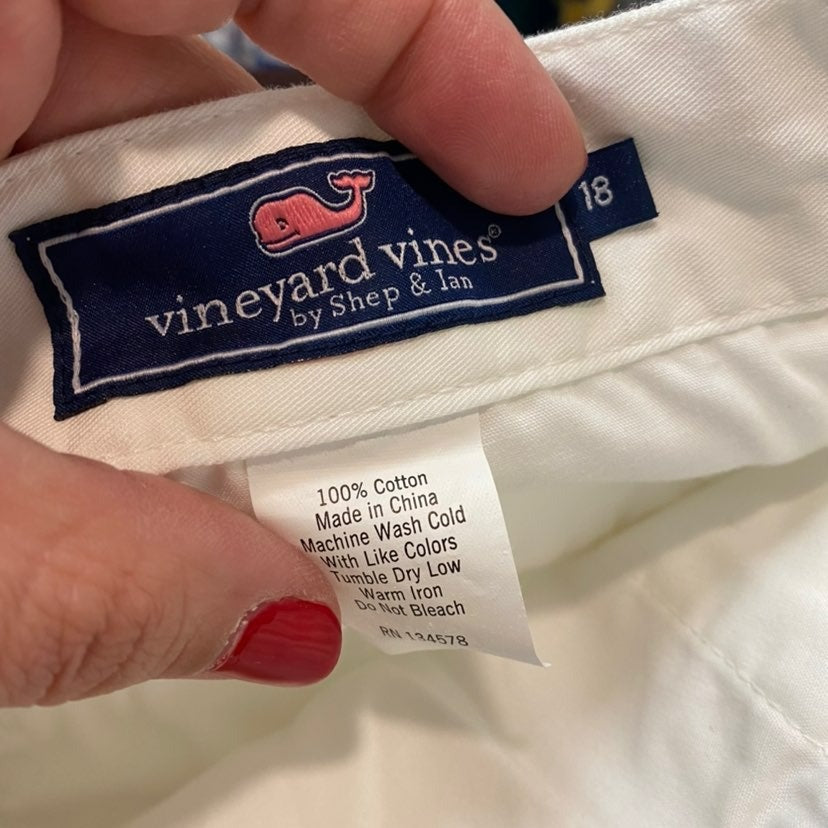 vineyard vines®
by Shep & Ian
18
100% Cotton
Made in China
Machine Wash Cold
With Like Colors
Tumble Dry Low
Warm Iron
Do Not Bleach
RN 134578